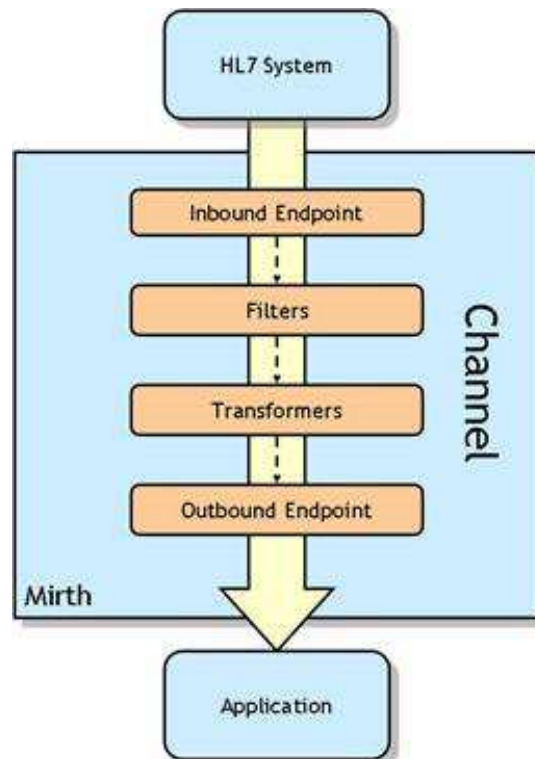 HL7 System
Inbound Endpoint
Filters
Channel
Transformers
Outbound Endpoint
Mirth
Application